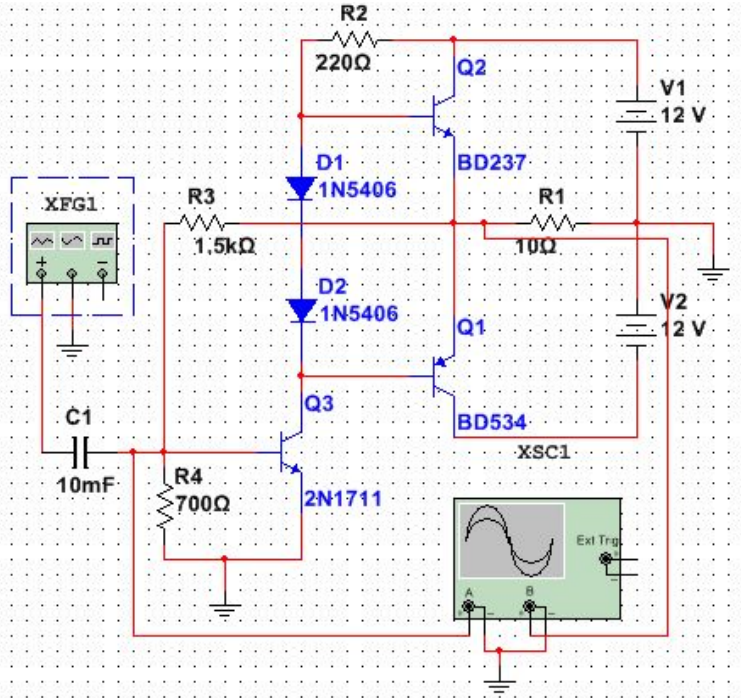 R2
220Ω
Q2
V1
12 V
D1
1N5406
BD237
XFG1
R3
1.5kΩ
R1
10Ω
D2
1N5406
V2
12 V
Q1
C1
10mF
Q3
BD534
XSC1
R4
700Ω
2N1711
Ext Trig
A
B